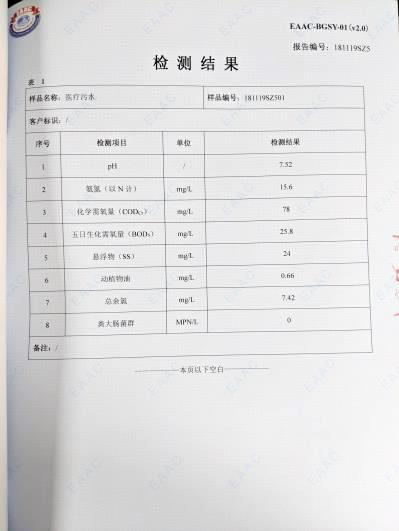 EAAC
EAAC-BGSY-01(v2.0)
报告编号：181119SZ5
检测结果
表 1
样品名称：医疗污水 样品编号：181119SZ501
客户标识：/
序号 检测项目 单位 检测结果
1 pH / 7.52
2 氨氮（以 N 计） mg/L 15.6
3 化学需氧量（CODCr） mg/L 78
4 五日生化需氧量（BOD5） mg/L 25.8
5 悬浮物（SS） mg/L 24
6 动植物油 mg/L 0.66
7 总余氯 mg/L 7.42
8 粪大肠菌群 MPN/L 0
备注：/
本页以下空白